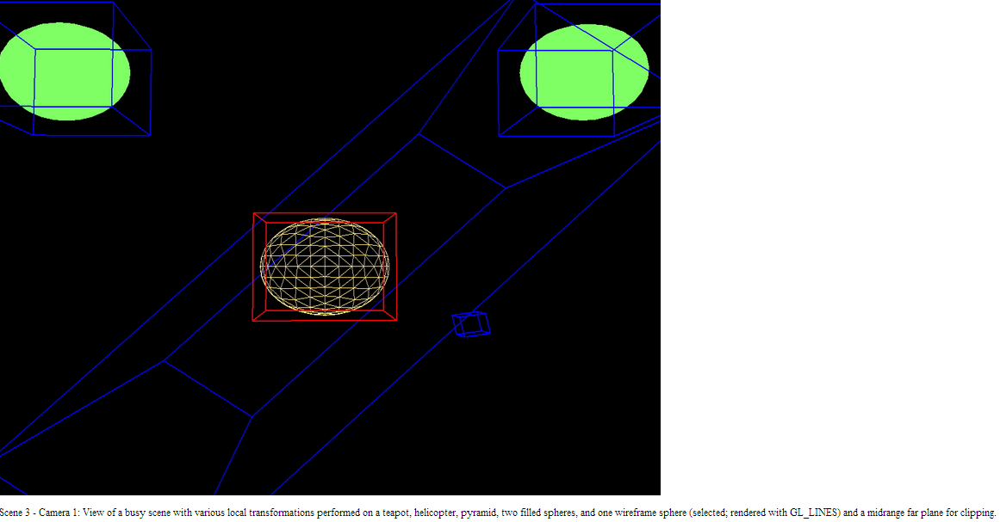 Scene 3 - Camera 1: View of a busy scene with various local transformations performed on a teapot, helicopter, pyramid, two filled spheres, and one wireframe sphere (selected; rendered with GL_LINES) and a midrange far plane for clipping.